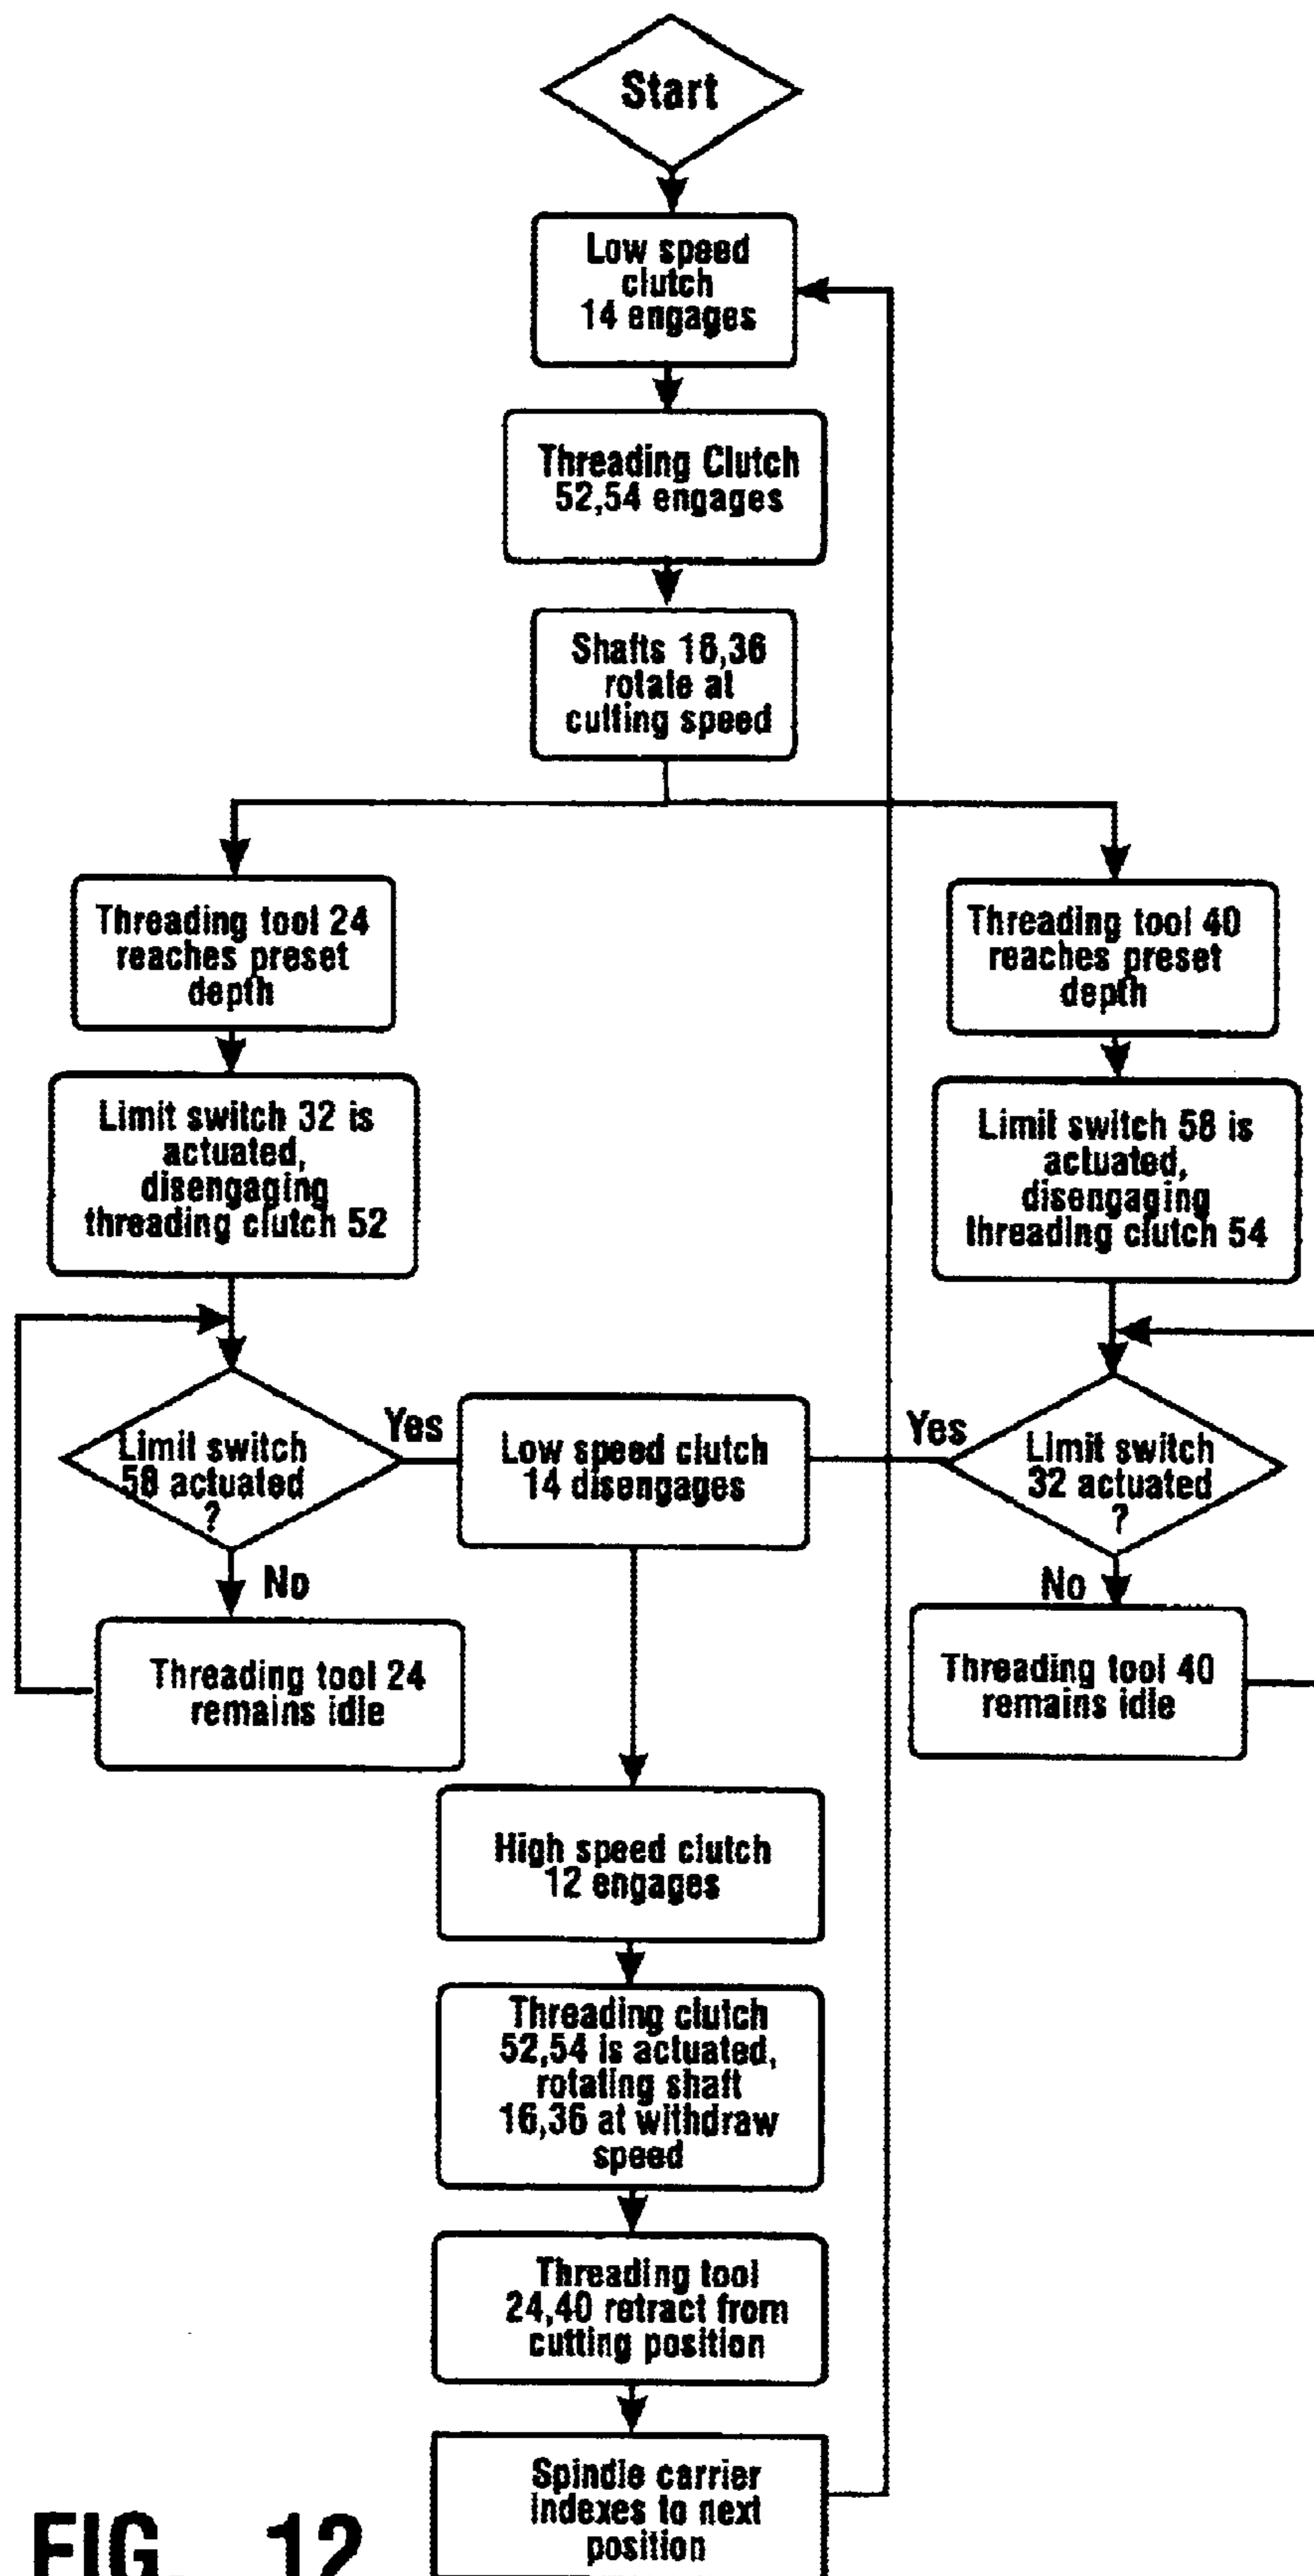 Start
Low speed
clutch
14 engages
Threading Clutch
52,54 engages
Shafts 16,36
rotate at
cutting speed
Threading tool 24
reaches preset
depth
Threading tool 40
reaches preset
depth
Limit switch 32 is
actuated,
disengaging
threading clutch 52
Limit switch 58 is
actuated,
disengaging
threading clutch 54
Limit switch
58 actuated
?
Yes
Low speed clutch
14 disengages
Yes
Limit switch
32 actuated
?
No
No
Threading tool 24
remains idle
Threading tool 40
remains idle
High speed clutch
12 engages
Threading clutch
52,54 is actuated,
rotating shaft
16,36 at withdraw
speed
Threading tool
24,40 retract from
cutting position
Spindle carrier
indexes to next
position
FIG. 12